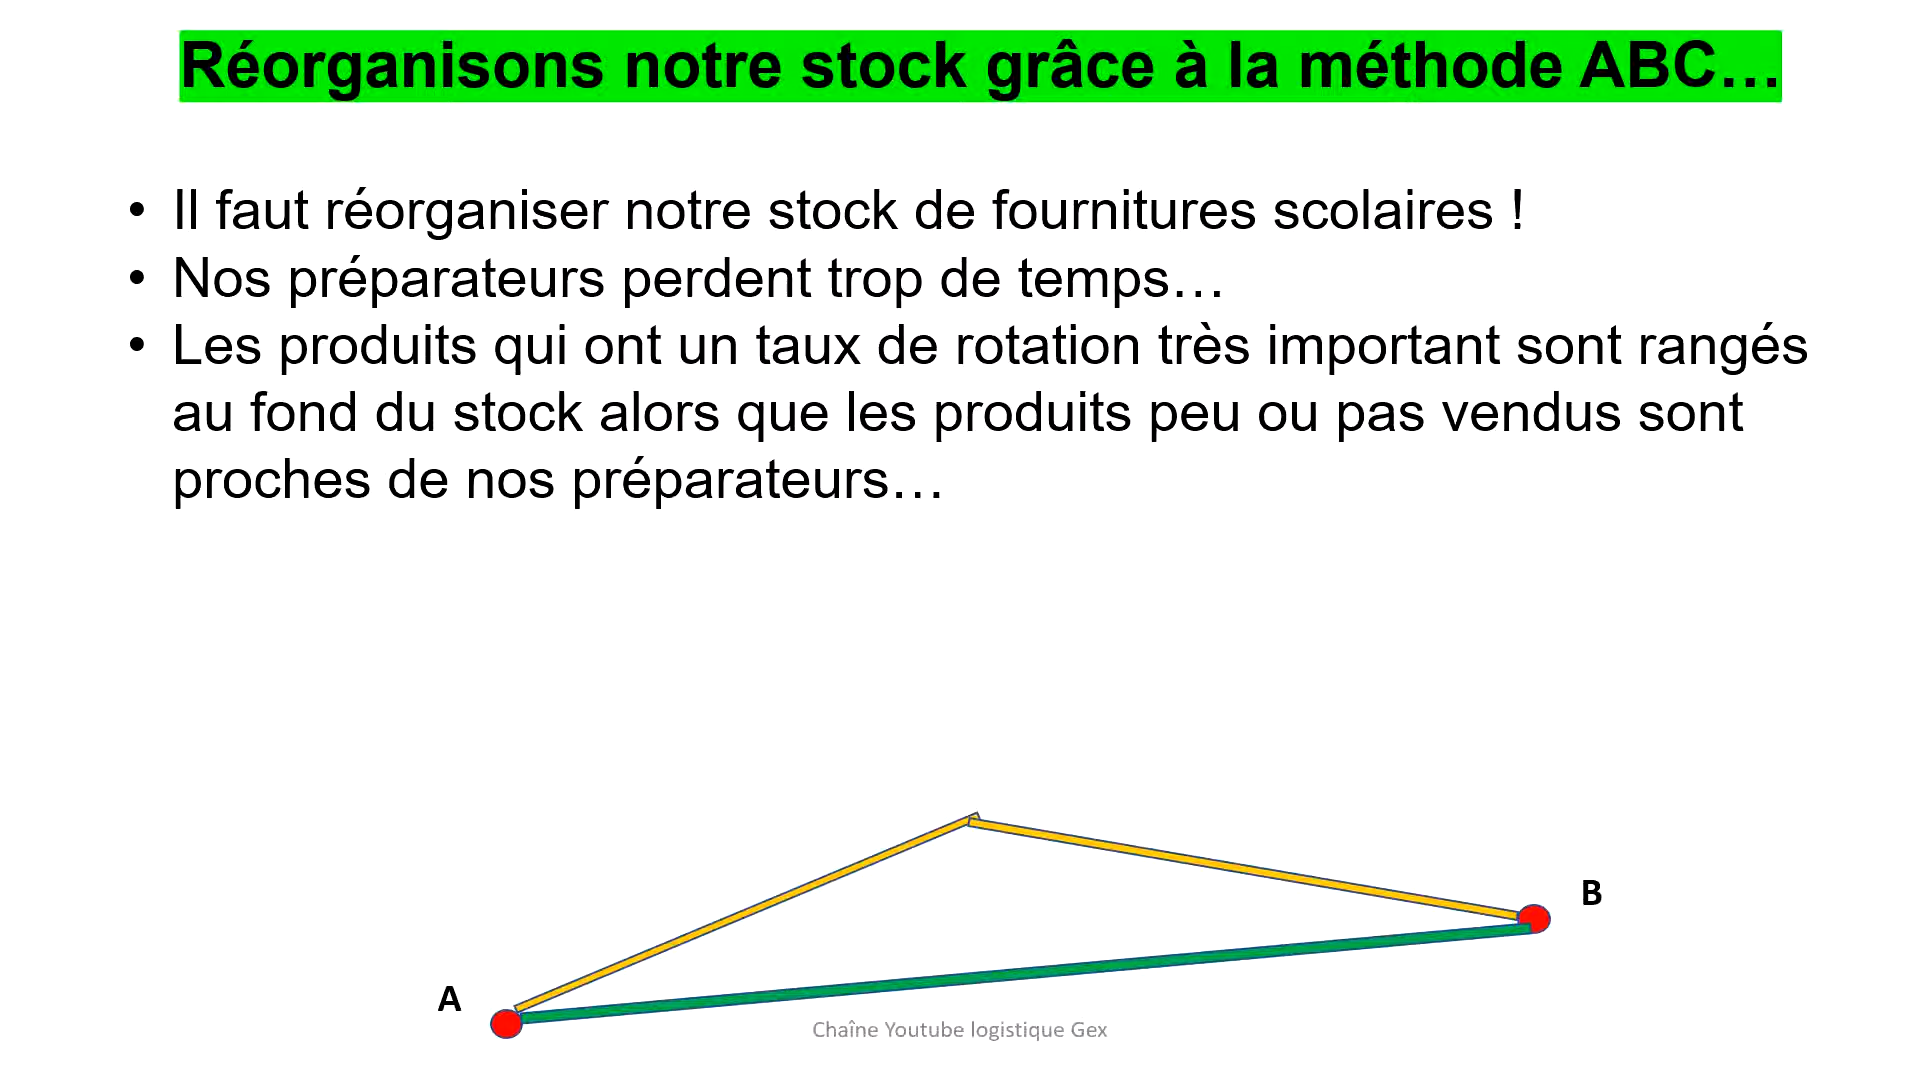 Réorganisons notre stock grâce à la méthode ABC…
• Il faut réorganiser notre stock de fournitures scolaires !
• Nos préparateurs perdent trop de temps…
• Les produits qui ont un taux de rotation très important sont rangés
au fond du stock alors que les produits peu ou pas vendus sont
proches de nos préparateurs…
B
A
Chaîne Youtube logistique Gex